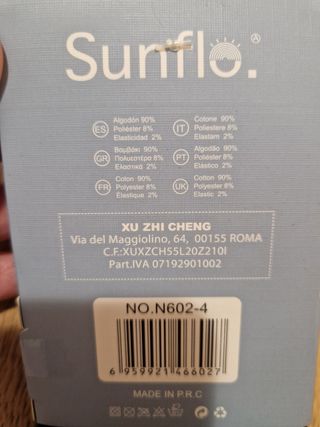 Sunflo.
ES Algodón 90%
Poliéster 8%
Elasticidad 2%
IT Cotone 90%
Poliestere 8%
Elastam 2%
GR Βαμβάκι 90%
Πολυεστέρα 8%
Ελαστικά 2%
PT Algodão 90%
Poliéster 8%
Elástico 2%
FR Coton 90%
Polyester 8%
Elastique 2%
UK Cotton 90%
Polyester 8%
Elastic 2%
XU ZHI CHENG
Via del Maggiolino, 64, 00155 ROMA
C.F.:XUXZCH55L20Z210I
Part.IVA 07192901002
NO.N602-4
6 959921 466027
MADE IN P.R.C